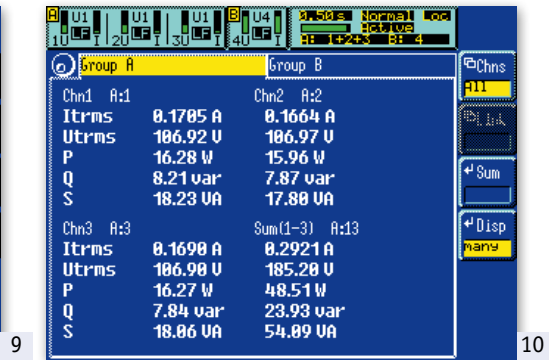 A U1 U1 U1 B U4 0.50s Normal Loc
LF LF LF LF Active
1U I 2U I 3U I 4U I A: 1+2+3 B: 4
Group A Group B
Chns
All
Chn1 A:1 Chn2 A:2
Link
Itrms 0.1705 A 0.1664 A
Utrms 106.92 V 106.97 V
P 16.28 W 15.96 W
Sum
Q 8.21 var 7.87 var
S 18.23 VA 17.80 VA
Chn3 A:3 Sum(1-3) A:13
Disp
many
Itrms 0.1690 A 0.2921 A
Utrms 106.90 V 185.20 V
P 16.27 W 48.51 W
Q 7.84 var 23.93 var
S 18.06 VA 54.09 VA
9 10